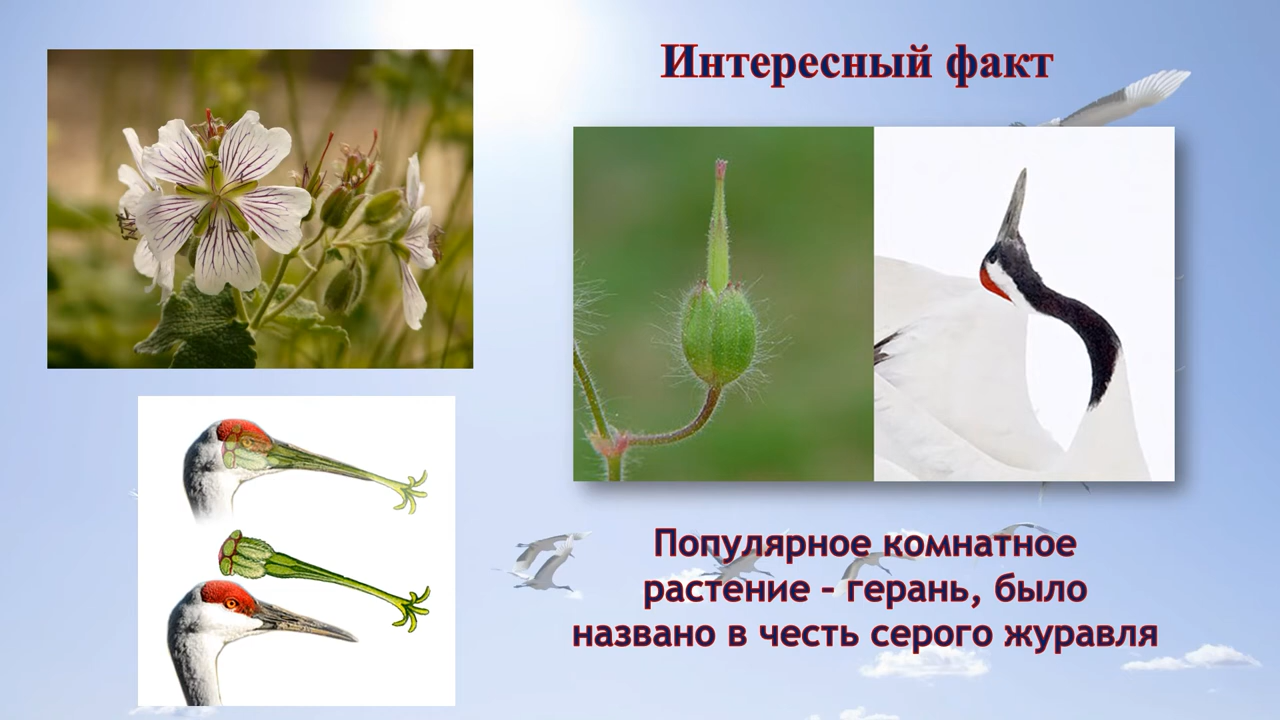 Интересный факт
Популярное комнатное
растение – герань, было
названо в честь серого журавля